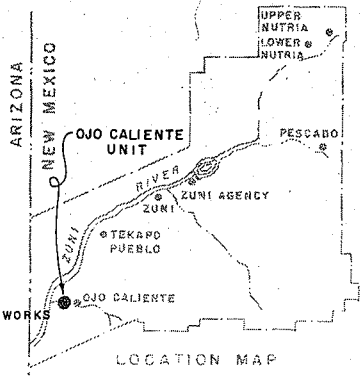 UPPER
NUTRIA
LOWER
NUTRIA
ARIZONA
NEW MEXICO
OJO CALIENTE
UNIT
PESCADO
RIVER
ZUNI AGENCY
ZUNI
ZUNI
TEKAPO
PUEBLO
OJO CALIENTE
WORKS
LOCATION MAP